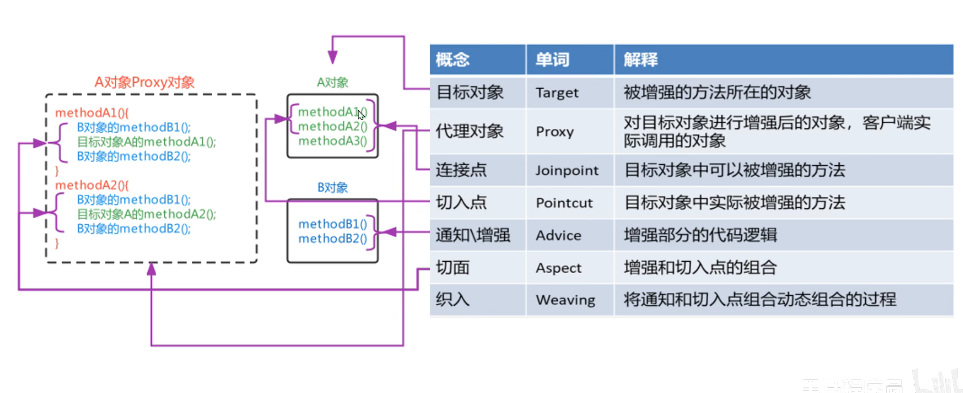 A对象Proxy对象
methodA1(){
B对象的methodB1();
目标对象A的methodA1();
B对象的methodB2();
}
methodA2(){
B对象的methodB1();
目标对象A的methodA2();
B对象的methodB2();
}
A对象
methodA1()
methodA2()
methodA3()
B对象
methodB1()
methodB2()
概念 单词 解释
目标对象 Target 被增强的方法所在的对象
代理对象 Proxy 对目标对象进行增强后的对象，客户端实
际调用的对象
连接点 Joinpoint 目标对象中可以被增强的方法
切入点 Pointcut 目标对象中实际被增强的方法
通知\增强 Advice 增强部分的代码逻辑
切面 Aspect 增强和切入点的组合
织入 Weaving 将通知和切入点组合动态组合的过程